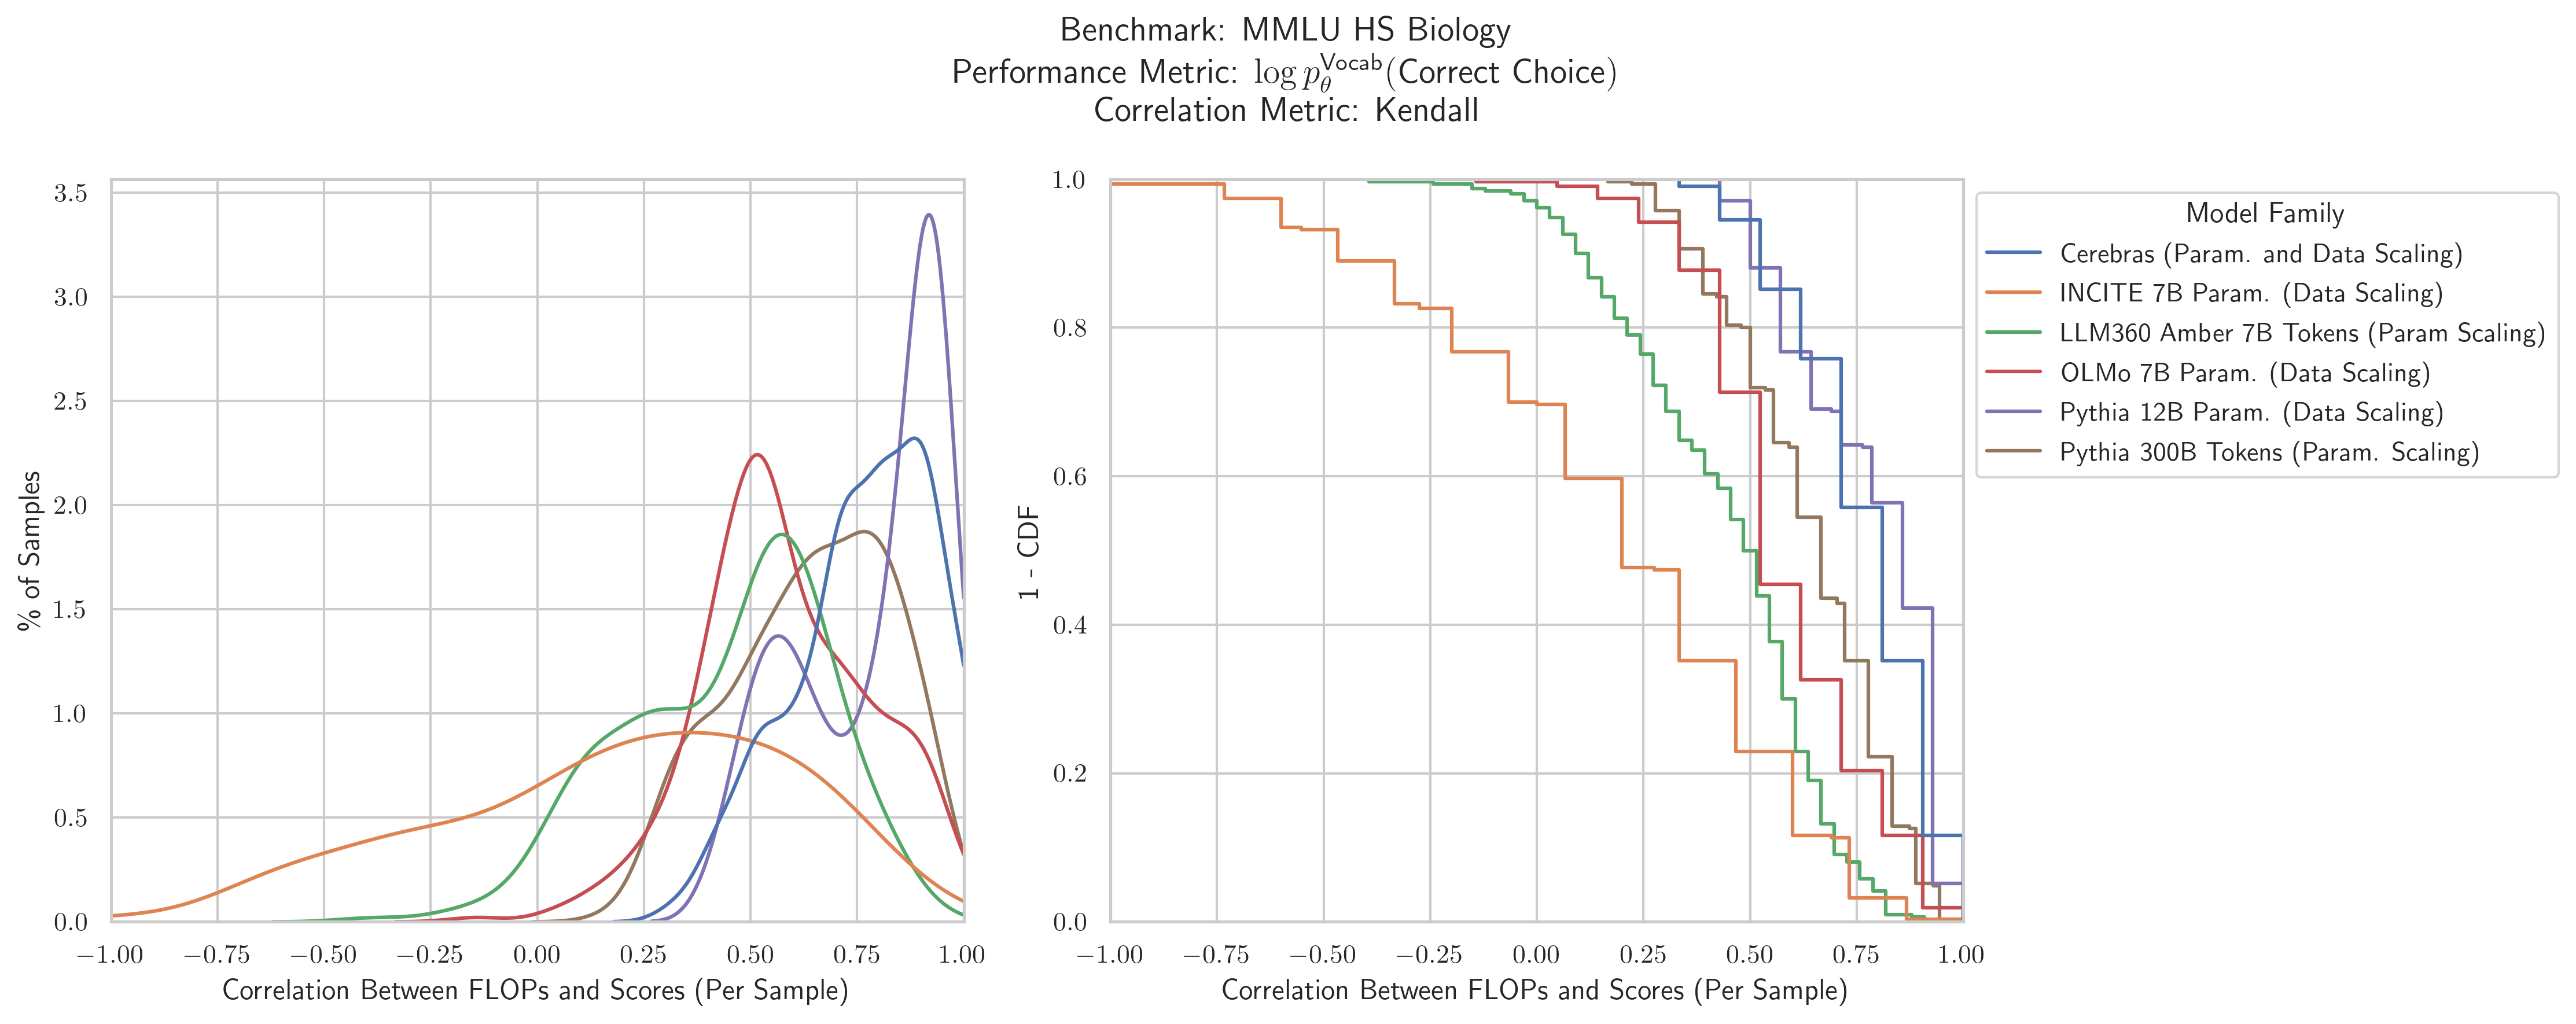 Benchmark: MMLU HS Biology
Performance Metric: log p_θ^Vocab(Correct Choice)
Correlation Metric: Kendall
% of Samples
3.5
3.0
2.5
2.0
1.5
1.0
0.5
0.0
−1.00 −0.75 −0.50 −0.25 0.00 0.25 0.50 0.75 1.00
Correlation Between FLOPs and Scores (Per Sample)
1 - CDF
1.0
0.8
0.6
0.4
0.2
0.0
−1.00 −0.75 −0.50 −0.25 0.00 0.25 0.50 0.75 1.00
Correlation Between FLOPs and Scores (Per Sample)
Model Family
Cerebras (Param. and Data Scaling)
INCITE 7B Param. (Data Scaling)
LLM360 Amber 7B Tokens (Param Scaling)
OLMo 7B Param. (Data Scaling)
Pythia 12B Param. (Data Scaling)
Pythia 300B Tokens (Param. Scaling)